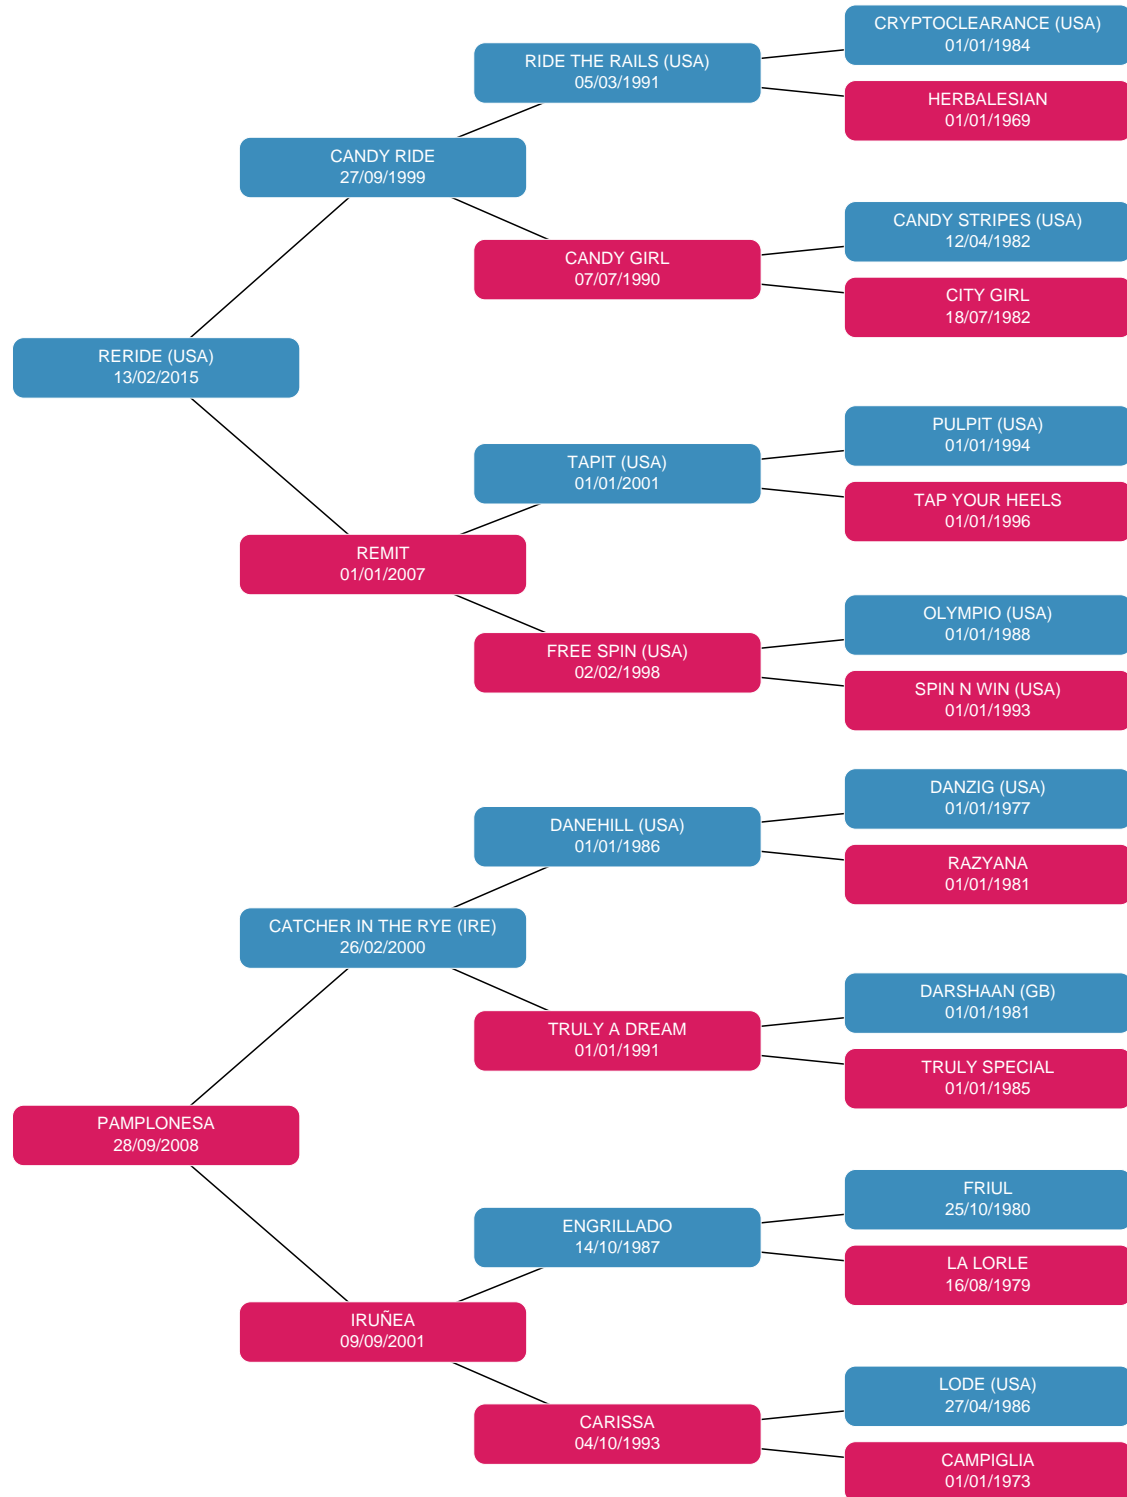 CRYPTOCLEARANCE (USA)
01/01/1984
RIDE THE RAILS (USA)
05/03/1991
HERBALESIAN
01/01/1969
CANDY RIDE
27/09/1999
CANDY STRIPES (USA)
12/04/1982
CANDY GIRL
07/07/1990
CITY GIRL
18/07/1982
RERIDE (USA)
13/02/2015
PULPIT (USA)
01/01/1994
TAPIT (USA)
01/01/2001
TAP YOUR HEELS
01/01/1996
REMIT
01/01/2007
OLYMPIO (USA)
01/01/1988
FREE SPIN (USA)
02/02/1998
SPIN N WIN (USA)
01/01/1993
DANZIG (USA)
01/01/1977
DANEHILL (USA)
01/01/1986
RAZYANA
01/01/1981
CATCHER IN THE RYE (IRE)
26/02/2000
DARSHAAN (GB)
01/01/1981
TRULY A DREAM
01/01/1991
TRULY SPECIAL
01/01/1985
PAMPLONESA
28/09/2008
FRIUL
25/10/1980
ENGRILLADO
14/10/1987
LA LORLE
16/08/1979
IRUÑEA
09/09/2001
LODE (USA)
27/04/1986
CARISSA
04/10/1993
CAMPIGLIA
01/01/1973